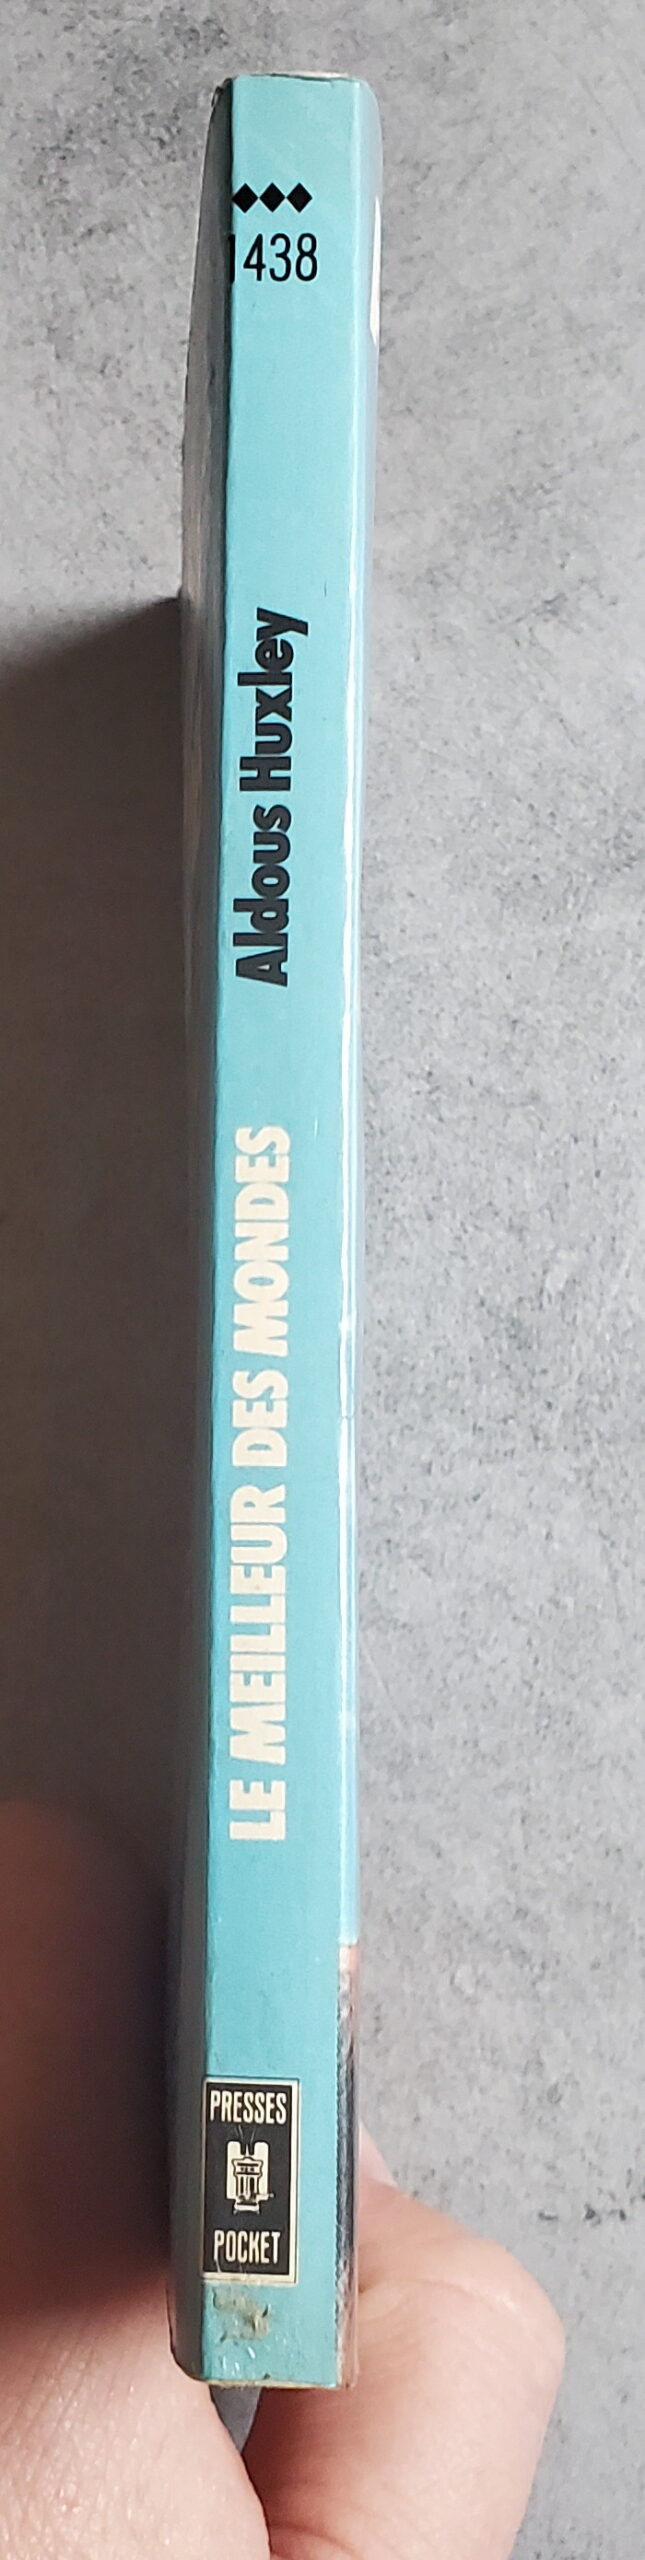 ◆◆◆
1438
Aldous Huxley
LE MEILLEUR DES MONDES
PRESSES
POCKET